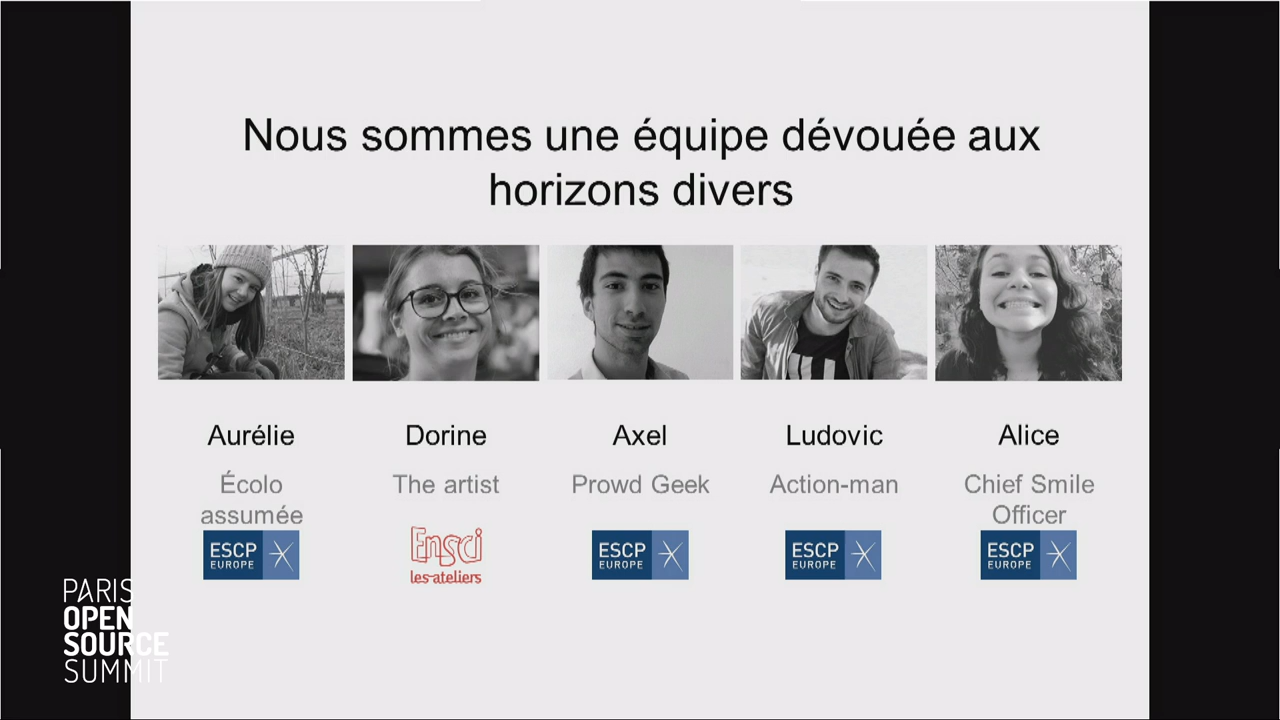 Nous sommes une équipe dévouée aux
horizons divers
Aurélie
Dorine
Axel
Ludovic
Alice
Écolo
assumée
The artist
Prowd Geek
Action-man
Chief Smile
Officer
ESCP
EUROPE
Ensci
les-ateliers
ESCP
EUROPE
ESCP
EUROPE
ESCP
EUROPE
PARIS
OPEN
SOURCE
SUMMIT